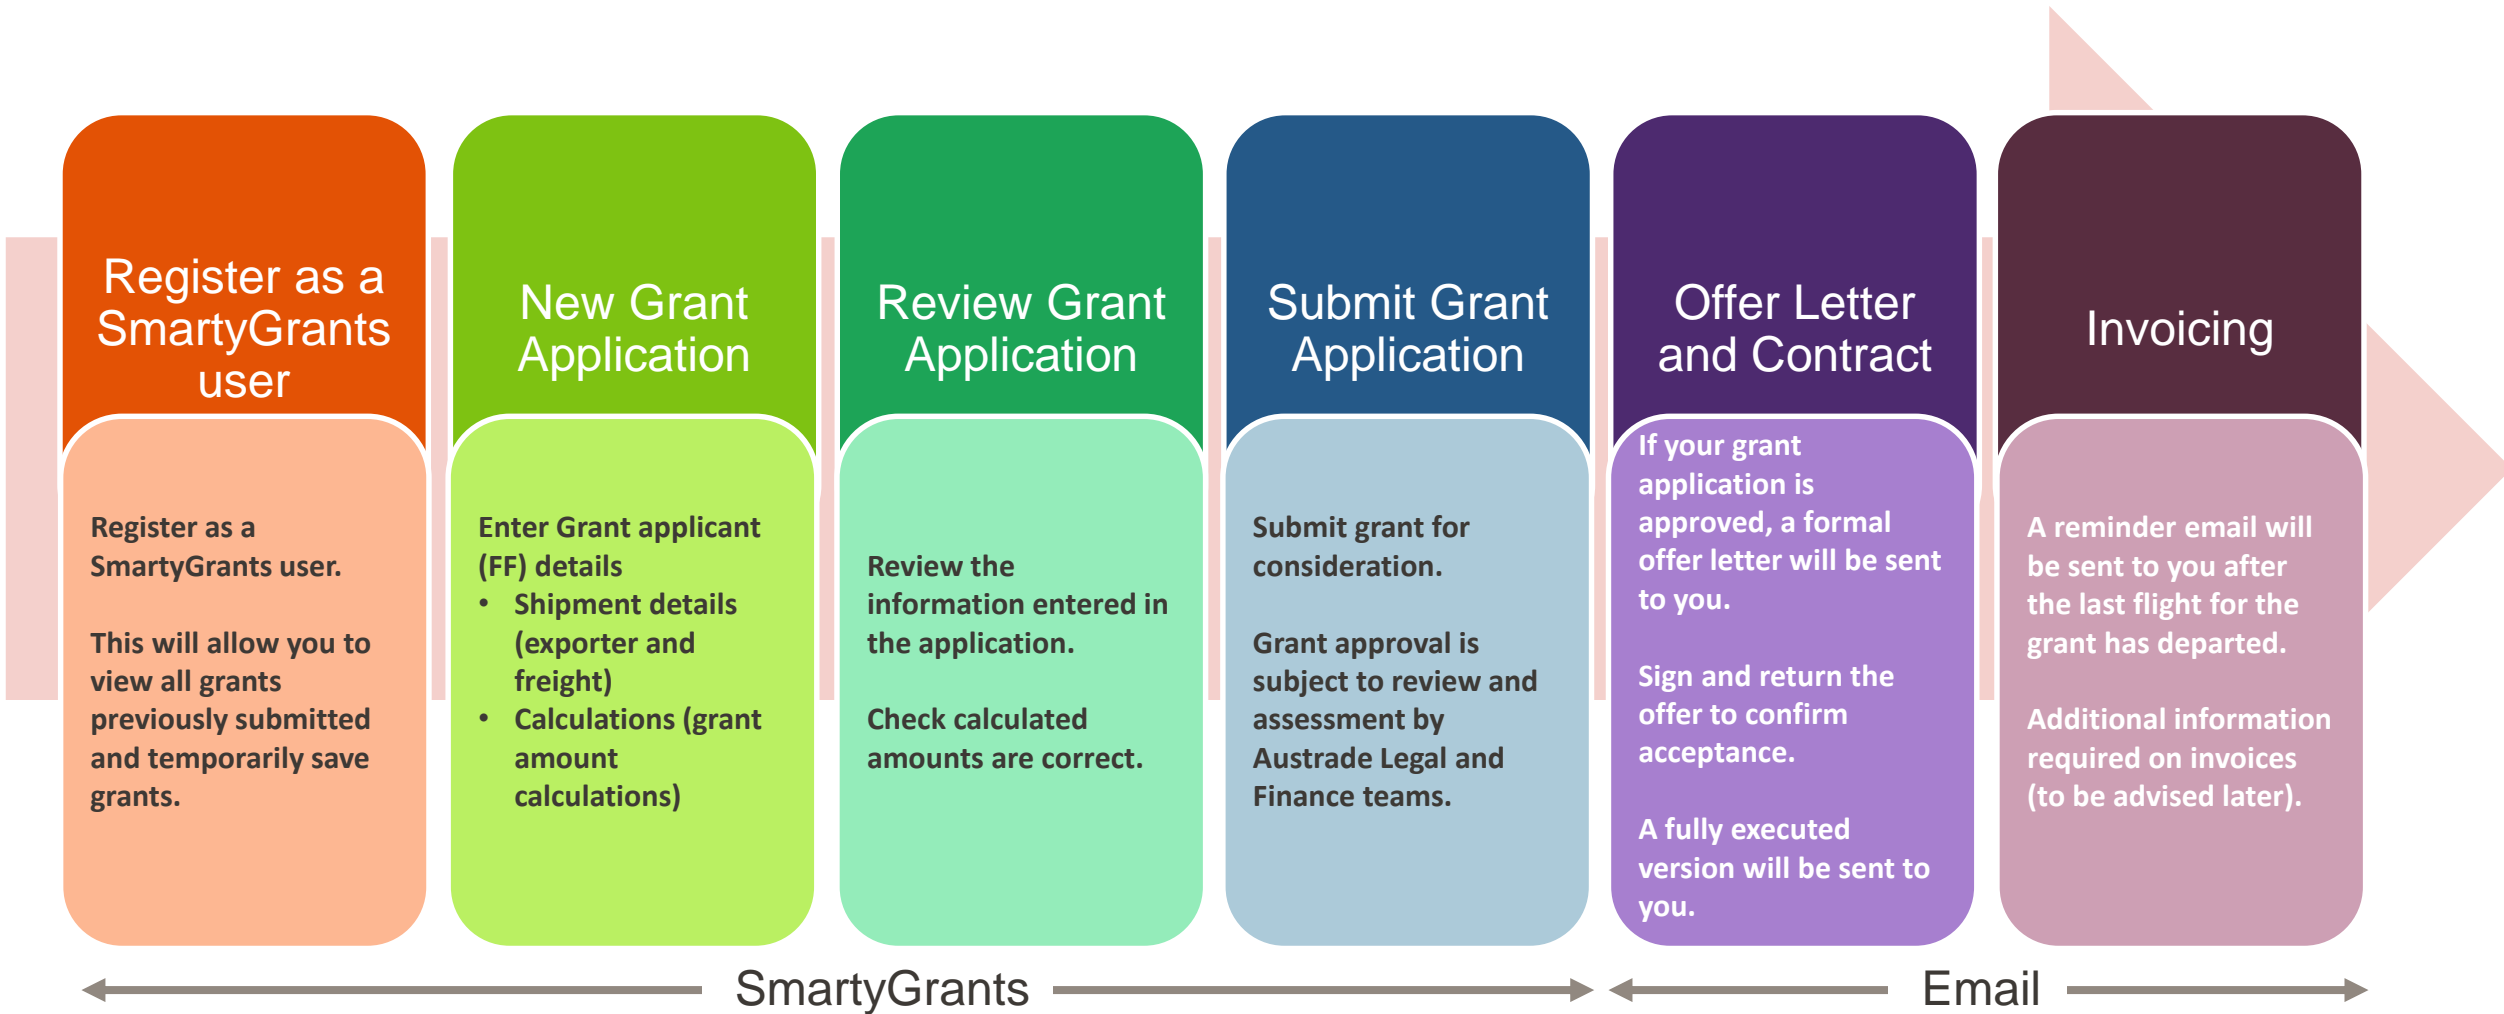 Register as a
SmartyGrants
user
Register as a
SmartyGrants user.
This will allow you to
view all grants
previously submitted
and temporarily save
grants.
New Grant
Application
Enter Grant applicant
(FF) details
• Shipment details
(exporter and
freight)
• Calculations (grant
amount
calculations)
Review Grant
Application
Review the
information entered in
the application.
Check calculated
amounts are correct.
Submit Grant
Application
Submit grant for
consideration.
Grant approval is
subject to review and
assessment by
Austrade Legal and
Finance teams.
Offer Letter
and Contract
If your grant
application is
approved, a formal
offer letter will be sent
to you.
Sign and return the
offer to confirm
acceptance.
A fully executed
version will be sent to
you.
Invoicing
A reminder email will
be sent to you after
the last flight for the
grant has departed.
Additional information
required on invoices
(to be advised later).
SmartyGrants
Email